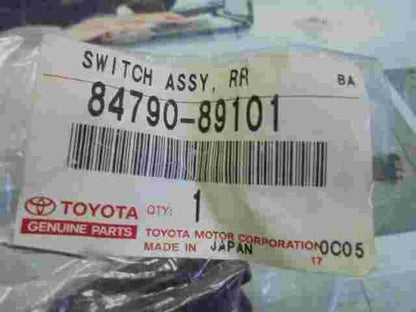 SWITCH ASSY, RR BA
84790-89101
TOYOTA QTY: 1
GENUINE PARTS TOYOTA MOTOR CORPORATION 0C05
MADE IN JAPAN 17